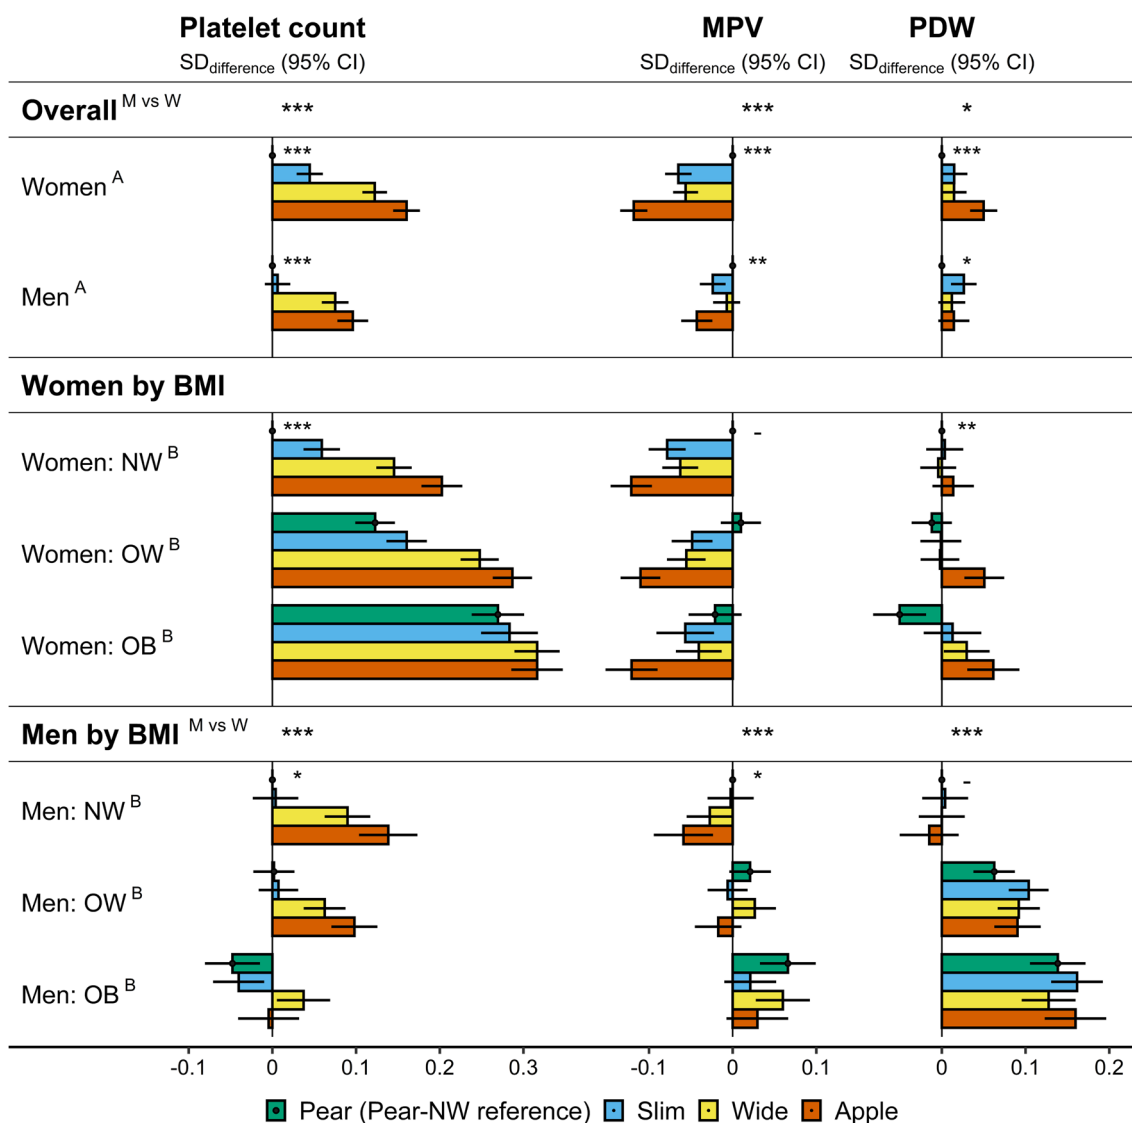 Platelet count MPV PDW
SDdifference (95% CI) SDdifference (95% CI) SDdifference (95% CI)
Overall M vs W *** *** *
*** *** ***
Women A
*** ** *
Men A
Women by BMI
*** - **
Women: NW B
Women: OW B
Women: OB B
Men by BMI M vs W *** *** ***
* * -
Men: NW B
Men: OW B
Men: OB B
-0.1 0 0.1 0.2 0.3 -0.1 0 0.1 0 0.1 0.2
Pear (Pear-NW reference) Slim Wide Apple